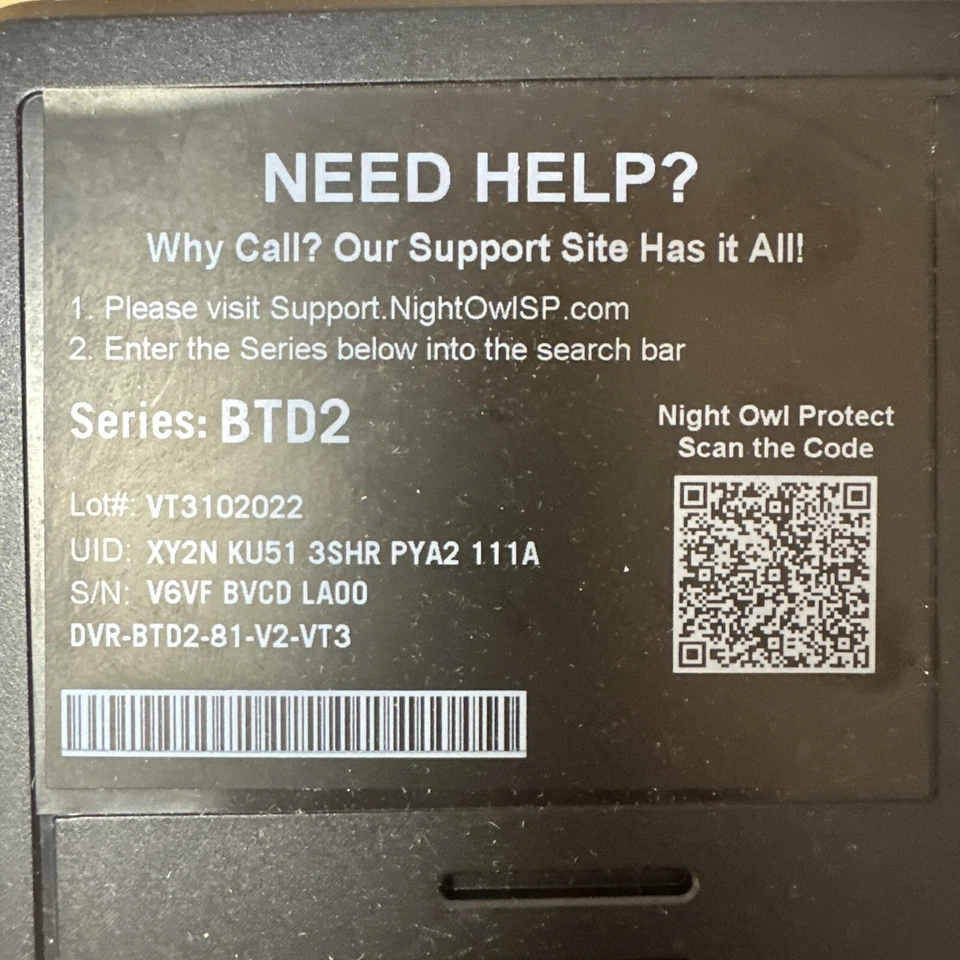 NEED HELP?
Why Call? Our Support Site Has it All!
1. Please visit Support.NightOwlSP.com
2. Enter the Series below into the search bar
Series: BTD2
Night Owl Protect
Scan the Code
Lot#: VT3102022
UID: XY2N KU51 3SHR PYA2 111A
S/N: V6VF BVCD LA00
DVR-BTD2-81-V2-VT3